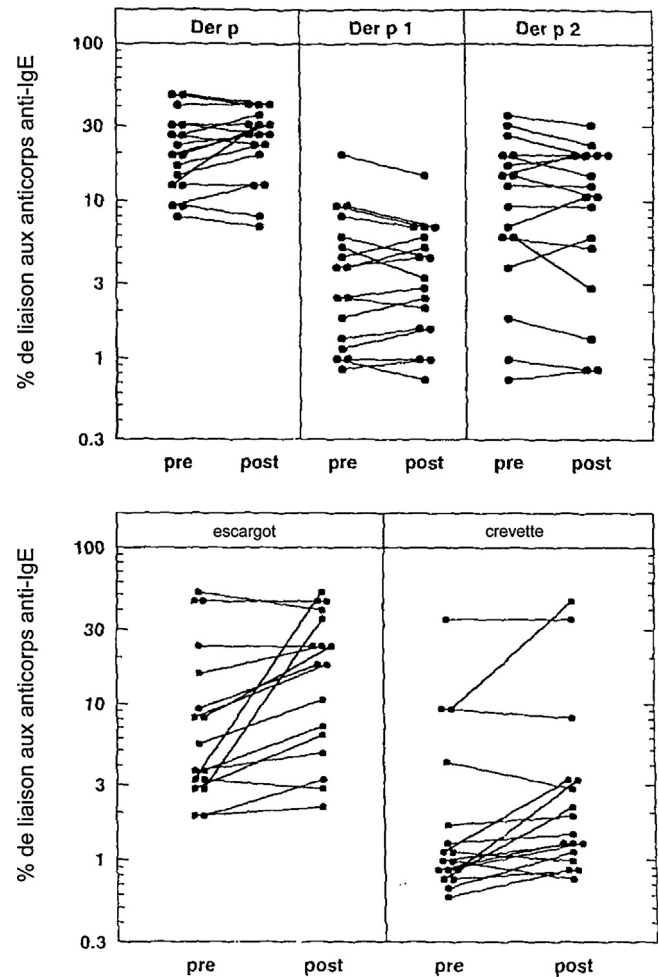 Der p Der p 1 Der p 2
100
30
10
3
1
0.3
% de liaison aux anticorps anti-IgE
pre post pre post pre post
escargot crevette
100
30
10
3
1
0.3
% de liaison aux anticorps anti-IgE
pre post pre post